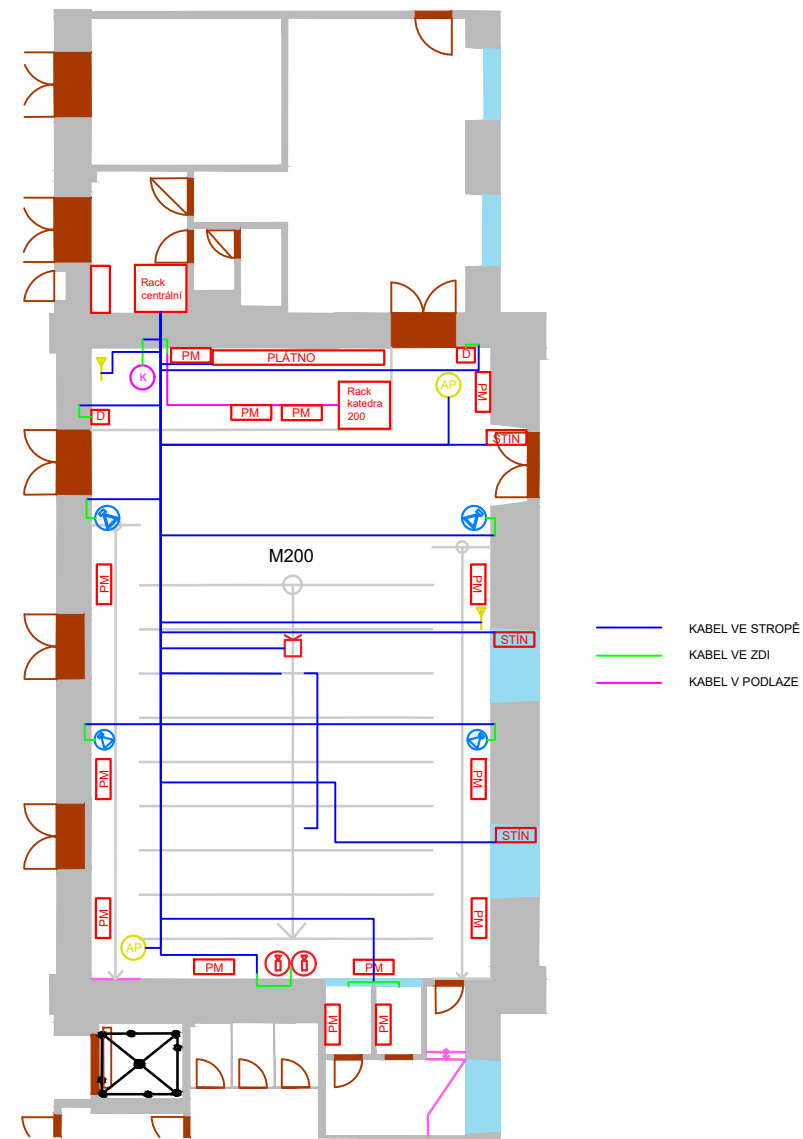 Rack
centrální
PM
PLÁTNO
D
K
AP
PM
Rack
katedra
200
PM
PM
D
STÍN
M200
PM
PM
STÍN
KABEL VE STROPĚ
KABEL VE ZDI
KABEL V PODLAZE
PM
PM
STÍN
PM
PM
AP
PM
PM
PM
PM